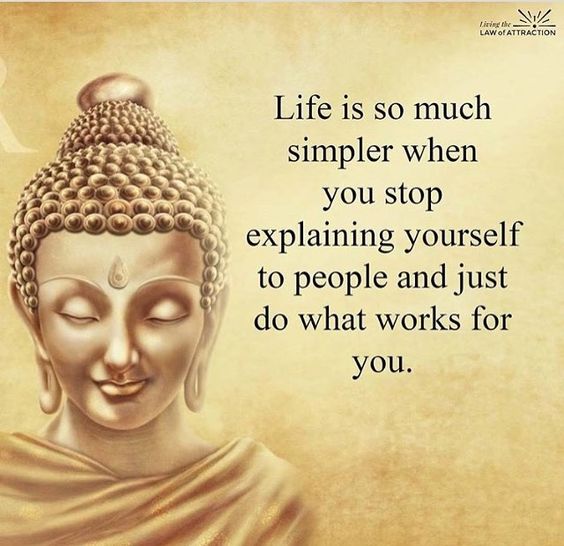 Living the
LAW of ATTRACTION
Life is so much
simpler when
you stop
explaining yourself
to people and just
do what works for
you.